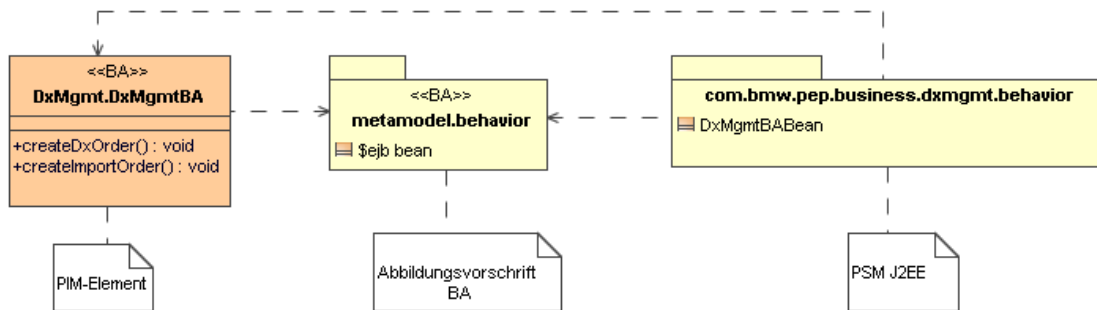 <<BA>>
DxMgmt.DxMgmtBA
+createDxOrder() : void
+createImportOrder() : void
<<BA>>
metamodel.behavior
$ejb bean
com.bmw.pep.business.dxmgmt.behavior
DxMgmtBABean
PIM-Element
Abbildungsvorschrift
BA
PSM J2EE